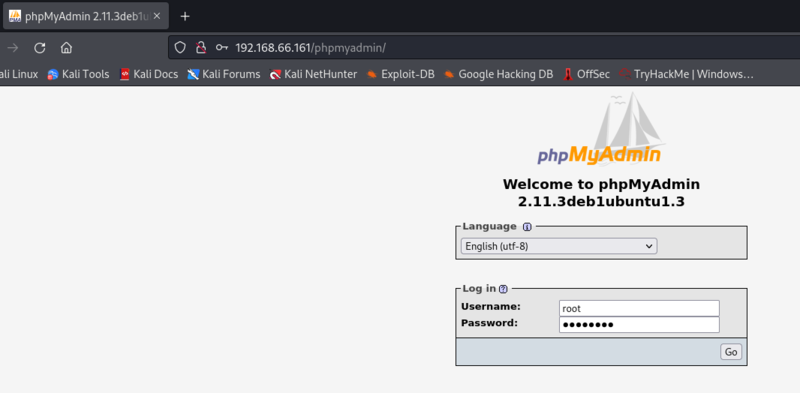 phpMyAdmin 2.11.3deb1u
192.168.66.161/phpmyadmin/
ali Linux Kali Tools Kali Docs Kali Forums Kali NetHunter Exploit-DB Google Hacking DB OffSec TryHackMe | Windows…
phpMyAdmin
Welcome to phpMyAdmin
2.11.3deb1ubuntu1.3
Language
English (utf-8)
Log in
Username: root
Password: ●●●●●●●●
Go